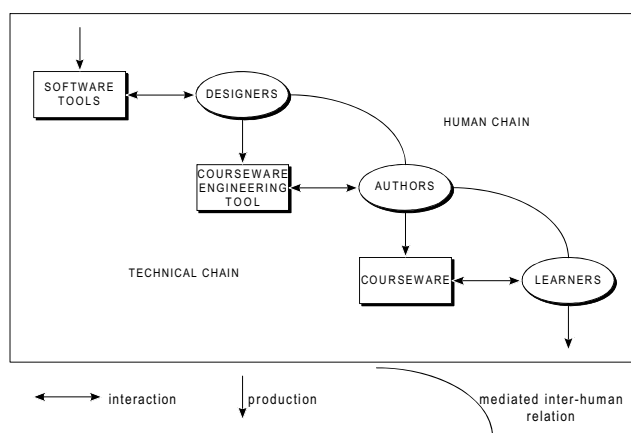 SOFTWARE
TOOLS
DESIGNERS
HUMAN CHAIN
COURSEWARE
ENGINEERING
TOOL
AUTHORS
TECHNICAL CHAIN
COURSEWARE
LEARNERS
interaction
production
mediated inter-human
relation